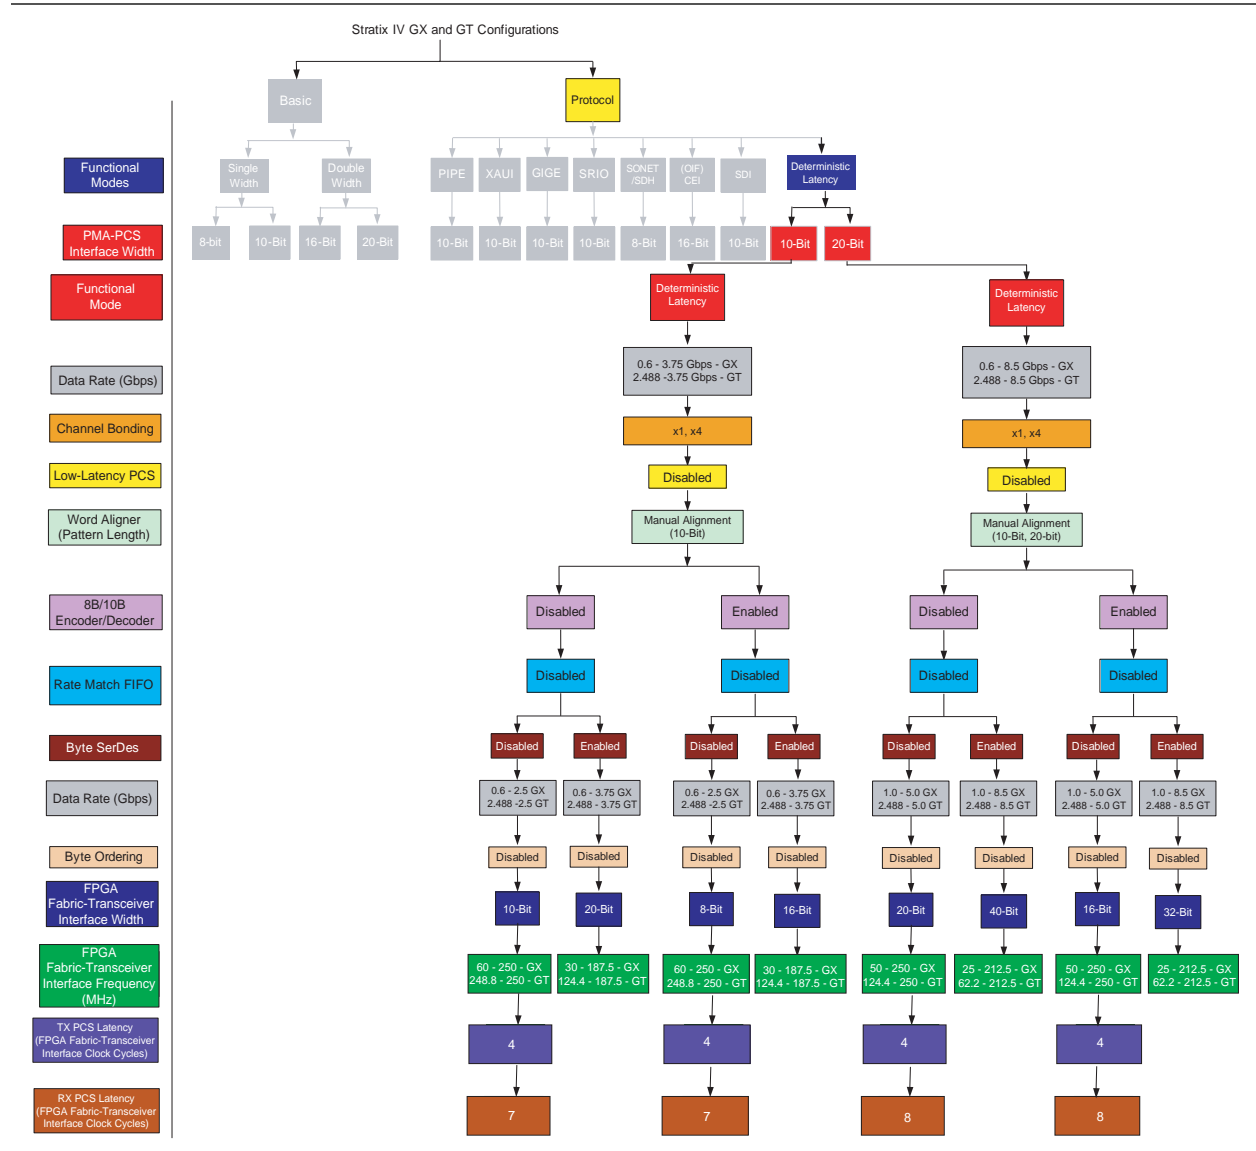 Stratix IV GX and GT Configurations
Basic
Protocol
Functional
Modes
Single
Width
Double
Width
PIPE
XAUI
GIGE
SRIO
SONET
/SDH
(OIF)
CEI
SDI
Deterministic
Latency
PMA-PCS
Interface Width
8-bit
10-Bit
16-Bit
20-Bit
10-Bit
10-Bit
10-Bit
10-Bit
8-Bit
16-Bit
10-Bit
10-Bit
20-Bit
Functional
Mode
Deterministic
Latency
Deterministic
Latency
Data Rate (Gbps)
0.6 - 3.75 Gbps - GX
2.488 -3.75 Gbps - GT
0.6 - 8.5 Gbps - GX
2.488 - 8.5 Gbps - GT
Channel Bonding
x1, x4
x1, x4
Low-Latency PCS
Disabled
Disabled
Word Aligner
(Pattern Length)
Manual Alignment
(10-Bit)
Manual Alignment
(10-Bit, 20-bit)
8B/10B
Encoder/Decoder
Disabled
Enabled
Disabled
Enabled
Rate Match FIFO
Disabled
Disabled
Disabled
Disabled
Byte SerDes
Disabled
Enabled
Disabled
Enabled
Disabled
Enabled
Disabled
Enabled
Data Rate (Gbps)
0.6 - 2.5 GX
2.488 -2.5 GT
0.6 - 3.75 GX
2.488 - 3.75 GT
0.6 - 2.5 GX
2.488 -2.5 GT
0.6 - 3.75 GX
2.488 - 3.75 GT
1.0 - 5.0 GX
2.488 - 5.0 GT
1.0 - 8.5 GX
2.488 - 8.5 GT
1.0 - 5.0 GX
2.488 - 5.0 GT
1.0 - 8.5 GX
2.488 - 8.5 GT
Byte Ordering
Disabled
Disabled
Disabled
Disabled
Disabled
Disabled
Disabled
Disabled
FPGA
Fabric-Transceiver
Interface Width
10-Bit
20-Bit
8-Bit
16-Bit
20-Bit
40-Bit
16-Bit
32-Bit
FPGA
Fabric-Transceiver
Interface Frequency
(MHz)
60 - 250 - GX
248.8 - 250 - GT
30 - 187.5 - GX
124.4 - 187.5 - GT
60 - 250 - GX
248.8 - 250 - GT
30 - 187.5 - GX
124.4 - 187.5 - GT
50 - 250 - GX
124.4 - 250 - GT
25 - 212.5 - GX
62.2 - 212.5 - GT
50 - 250 - GX
124.4 - 250 - GT
25 - 212.5 - GX
62.2 - 212.5 - GT
TX PCS Latency
(FPGA Fabric-Transceiver
Interface Clock Cycles)
4
4
4
4
RX PCS Latency
(FPGA Fabric-Transceiver
Interface Clock Cycles)
7
7
8
8